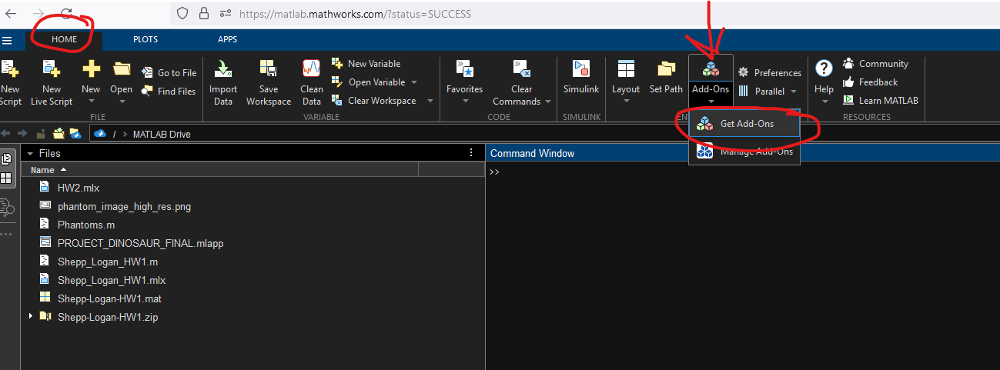 https://matlab.mathworks.com/?status=SUCCESS
HOME PLOTS APPS
New Script
New Live Script
New
Open
Go to File
Find Files
FILE
Import Data
Save Workspace
Clean Data
New Variable
Open Variable
Clear Workspace
VARIABLE
Favorites
Clear Commands
CODE
Simulink
SIMULINK
Layout
Set Path
Add-Ons
Preferences
Parallel
Help
Community
Feedback
Learn MATLAB
RESOURCES
Get Add-Ons
Manage Add-Ons
/ > MATLAB Drive
Files
Name
HW2.mlx
phantom_image_high_res.png
Phantoms.m
PROJECT_DINOSAUR_FINAL.mlapp
Shepp_Logan_HW1.m
Shepp_Logan_HW1.mlx
Shepp-Logan-HW1.mat
Shepp-Logan-HW1.zip
Command Window
>>